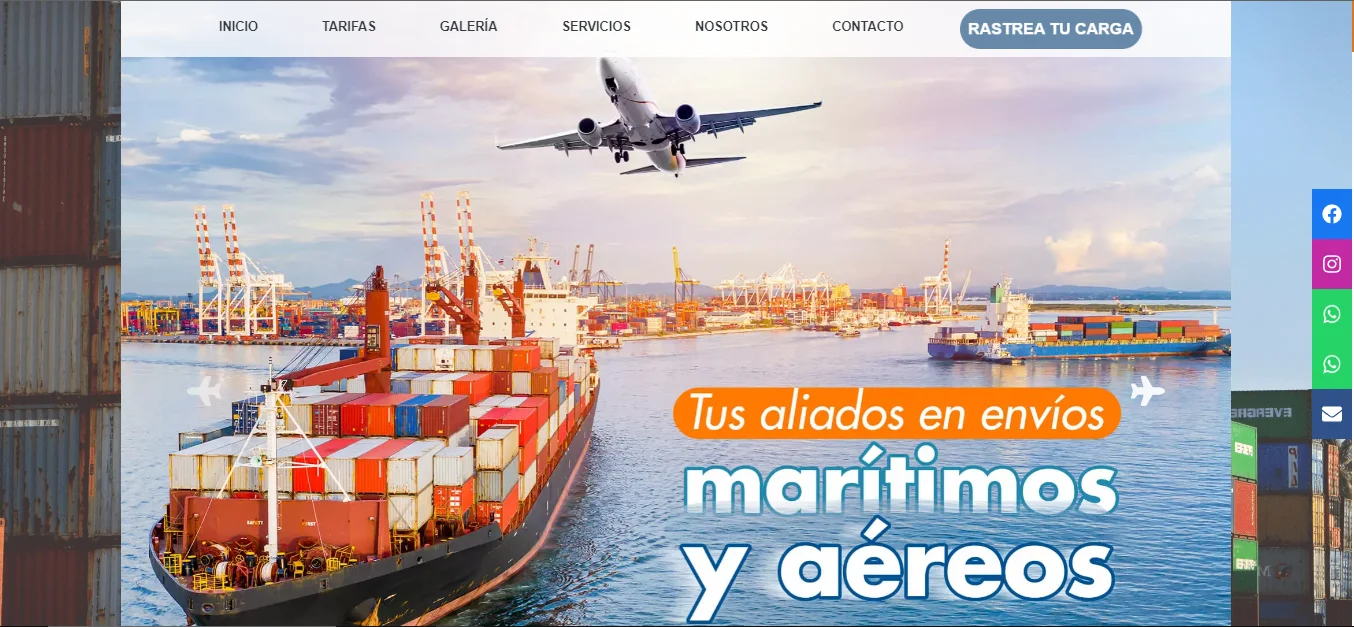 INICIO
TARIFAS
GALERÍA
SERVICIOS
NOSOTROS
CONTACTO
RASTREA TU CARGA
Tus aliados en envíos
marítimos
y aéreos